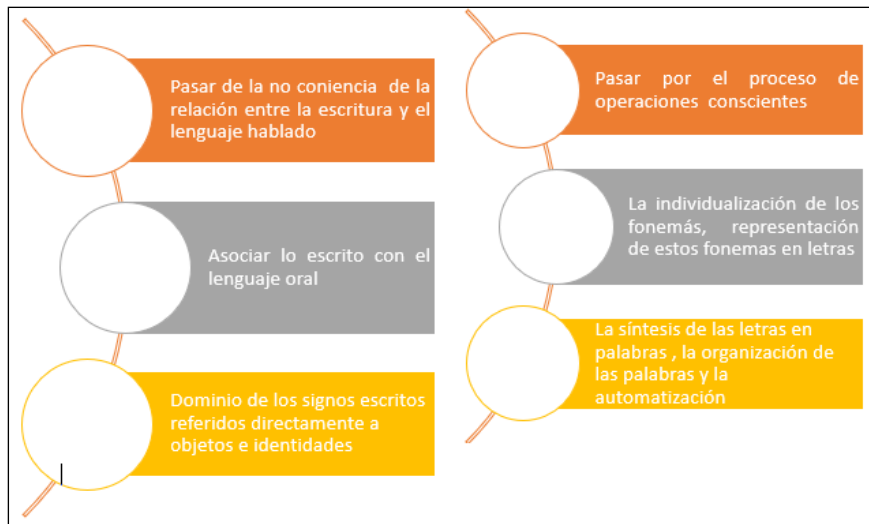 Pasar de la no coniencia de la
relación entre la escritura y el
lenguaje hablado
Asociar lo escrito con el
lenguaje oral
Dominio de los signos escritos
referidos directamente a
objetos e identidades
Pasar por el proceso de
operaciones conscientes
La individualización de los
fonemás, representación
de estos fonemas en letras
La síntesis de las letras en
palabras , la organización de
las palabras y la
automatización